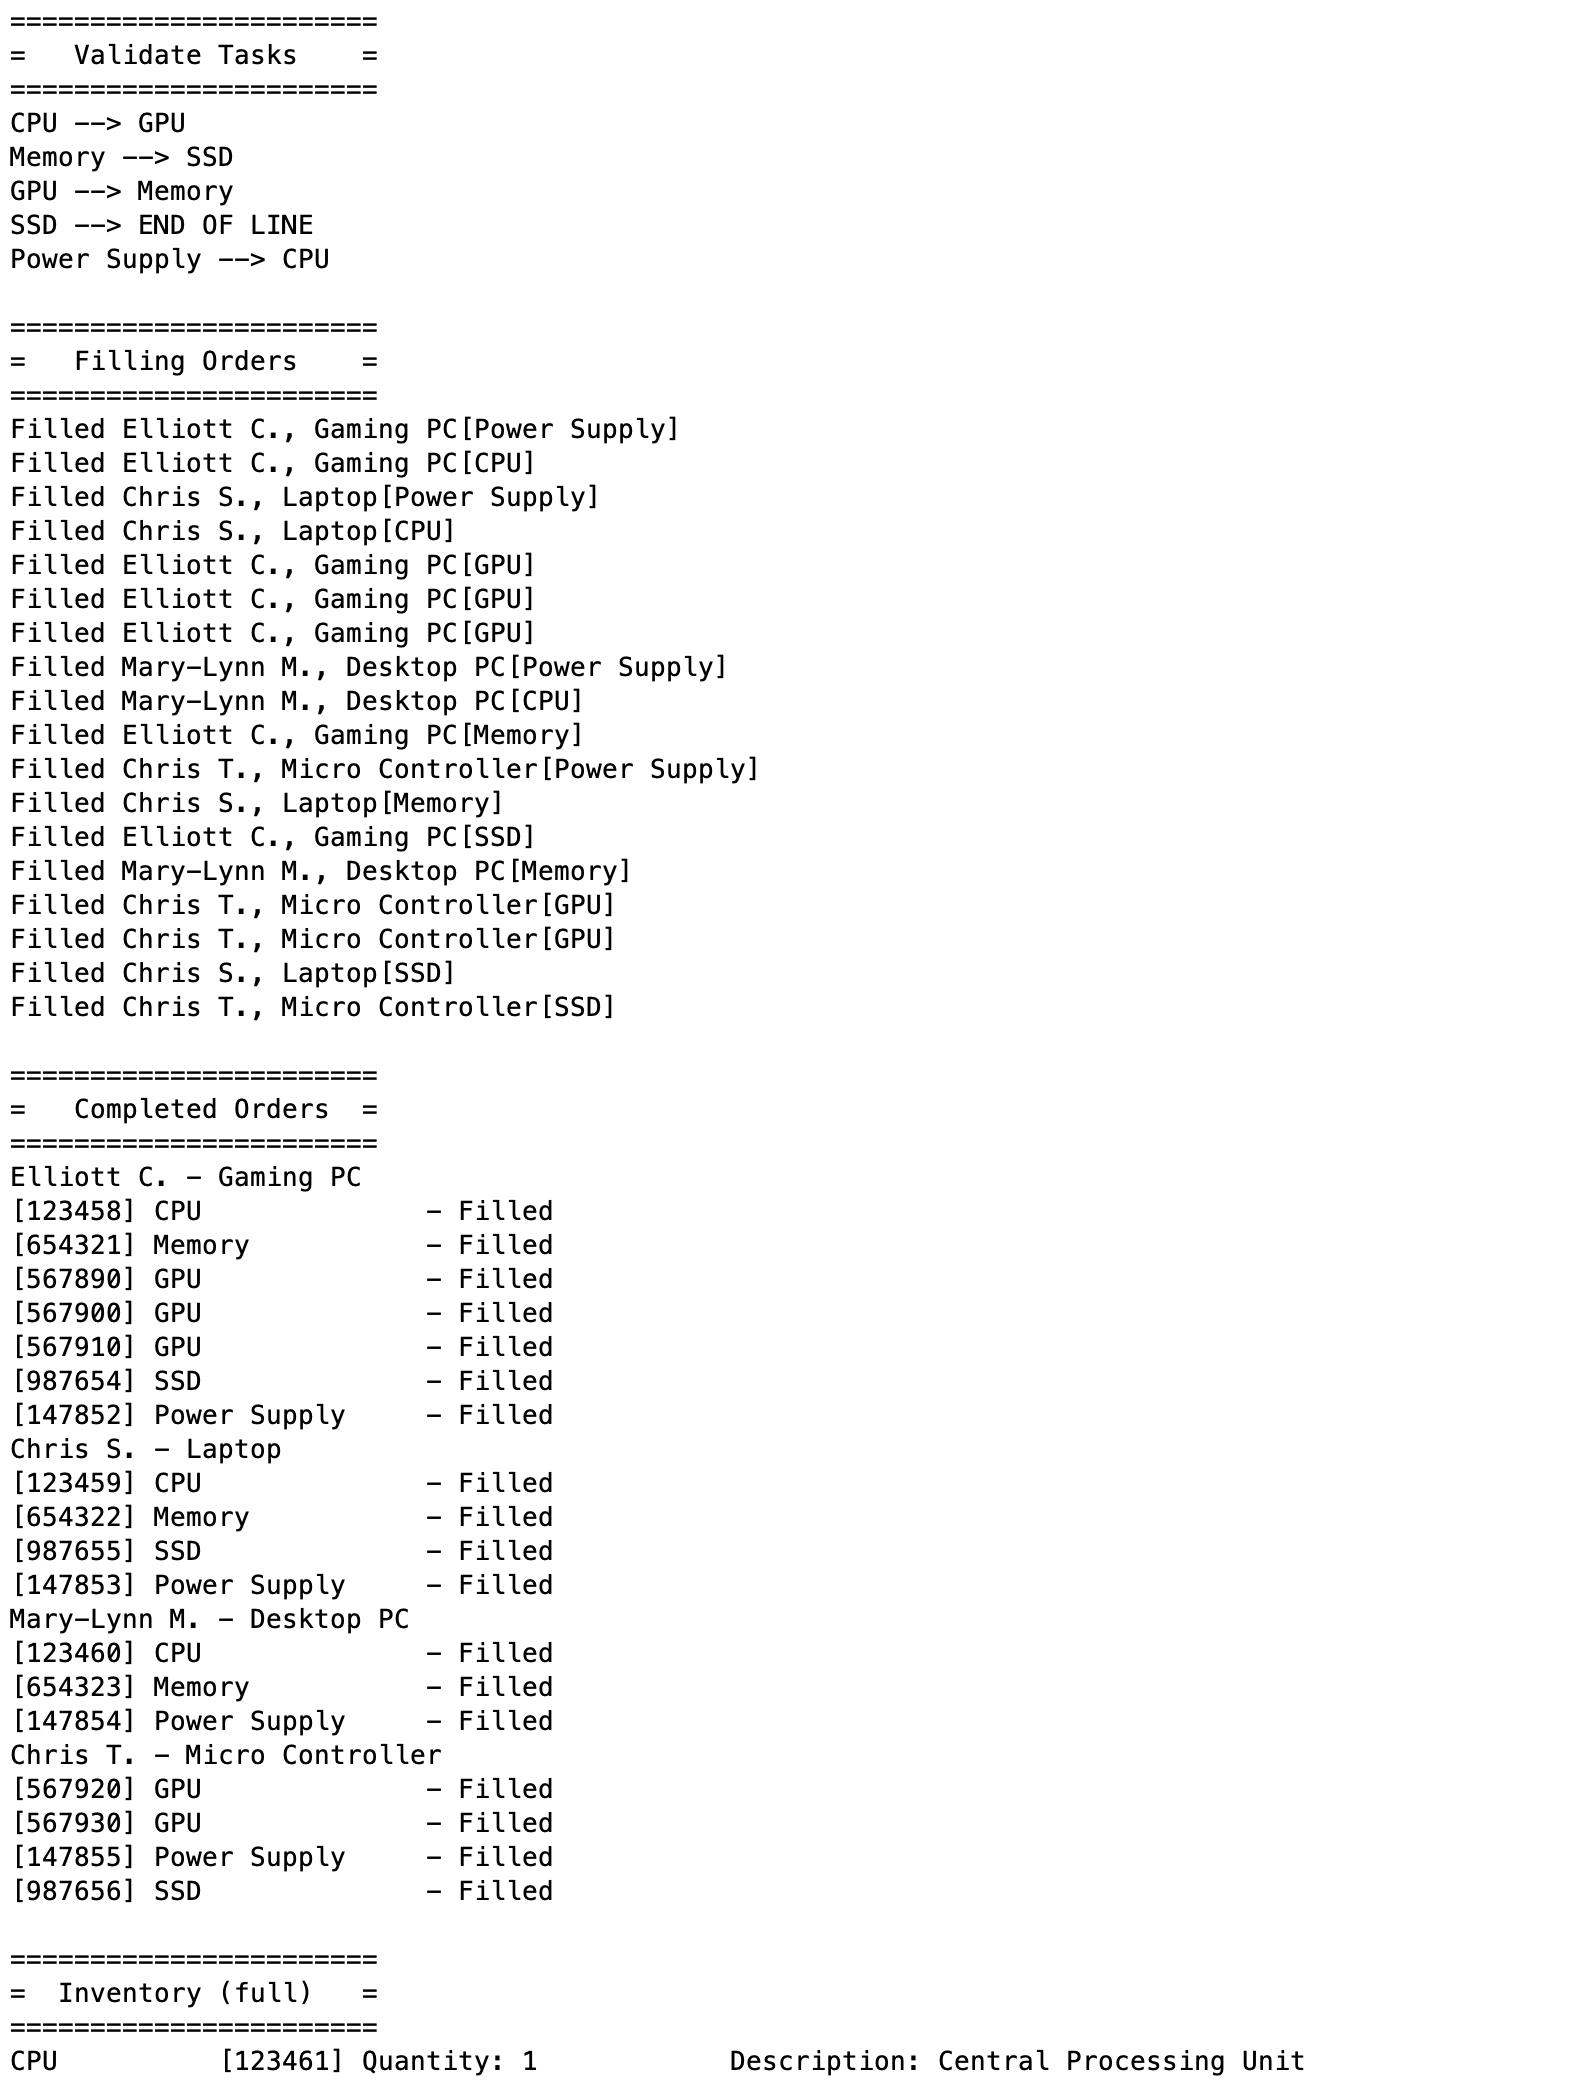 =======================
=   Validate Tasks    =
=======================
CPU --> GPU
Memory --> SSD
GPU --> Memory
SSD --> END OF LINE
Power Supply --> CPU

=======================
=   Filling Orders    =
=======================
Filled Elliott C., Gaming PC[Power Supply]
Filled Elliott C., Gaming PC[CPU]
Filled Chris S., Laptop[Power Supply]
Filled Chris S., Laptop[CPU]
Filled Elliott C., Gaming PC[GPU]
Filled Elliott C., Gaming PC[GPU]
Filled Elliott C., Gaming PC[GPU]
Filled Mary-Lynn M., Desktop PC[Power Supply]
Filled Mary-Lynn M., Desktop PC[CPU]
Filled Elliott C., Gaming PC[Memory]
Filled Chris T., Micro Controller[Power Supply]
Filled Chris S., Laptop[Memory]
Filled Elliott C., Gaming PC[SSD]
Filled Mary-Lynn M., Desktop PC[Memory]
Filled Chris T., Micro Controller[GPU]
Filled Chris T., Micro Controller[GPU]
Filled Chris S., Laptop[SSD]
Filled Chris T., Micro Controller[SSD]

=======================
=   Completed Orders  =
=======================
Elliott C. - Gaming PC
[123458] CPU              - Filled
[654321] Memory           - Filled
[567890] GPU              - Filled
[567900] GPU              - Filled
[567910] GPU              - Filled
[987654] SSD              - Filled
[147852] Power Supply     - Filled
Chris S. - Laptop
[123459] CPU              - Filled
[654322] Memory           - Filled
[987655] SSD              - Filled
[147853] Power Supply     - Filled
Mary-Lynn M. - Desktop PC
[123460] CPU              - Filled
[654323] Memory           - Filled
[147854] Power Supply     - Filled
Chris T. - Micro Controller
[567920] GPU              - Filled
[567930] GPU              - Filled
[147855] Power Supply     - Filled
[987656] SSD              - Filled

=======================
=  Inventory (full)   =
=======================
CPU          [123461] Quantity: 1            Description: Central Processing Unit